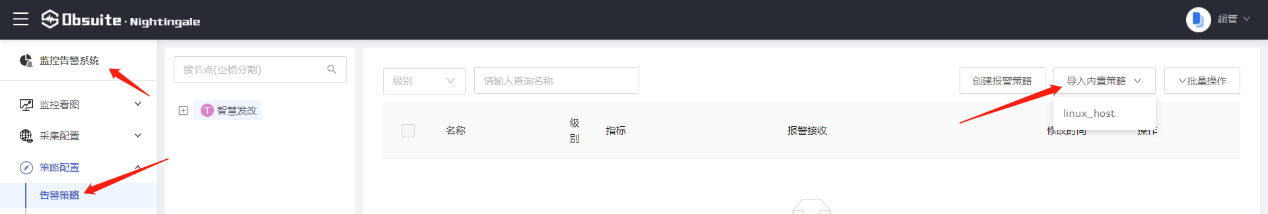 Obsuite · Nightingale
超管
监控告警系统
监控看图
采集配置
策略配置
告警策略
搜节点(空格分割)
T 智慧发改
级别
请输入查询名称
创建报警策略
导入内置策略
批量操作
linux_host
名称
级别
指标
报警接收
修改时间
操作